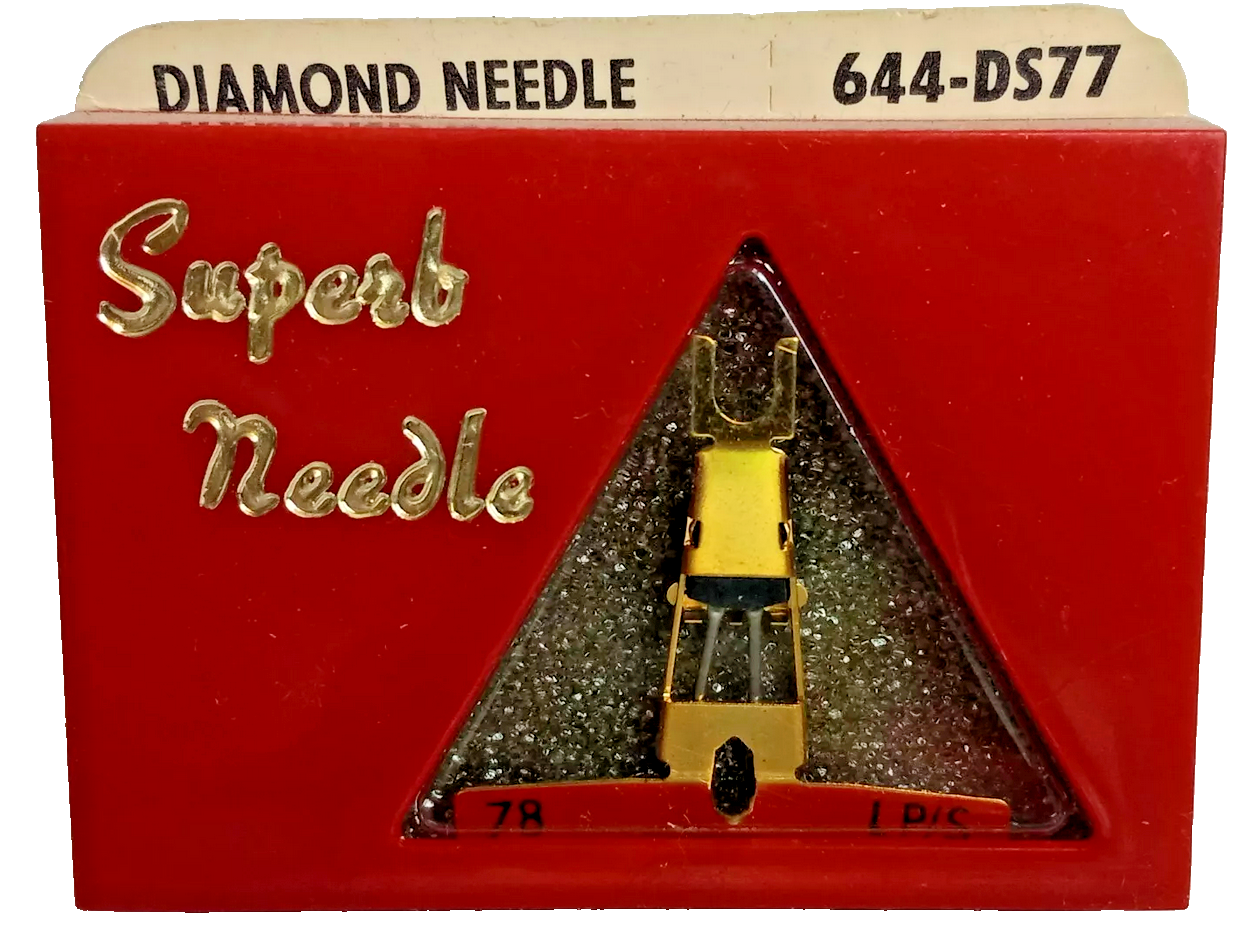 DIAMOND NEEDLE 644-DS77
Superb
Needle
78 LP/S